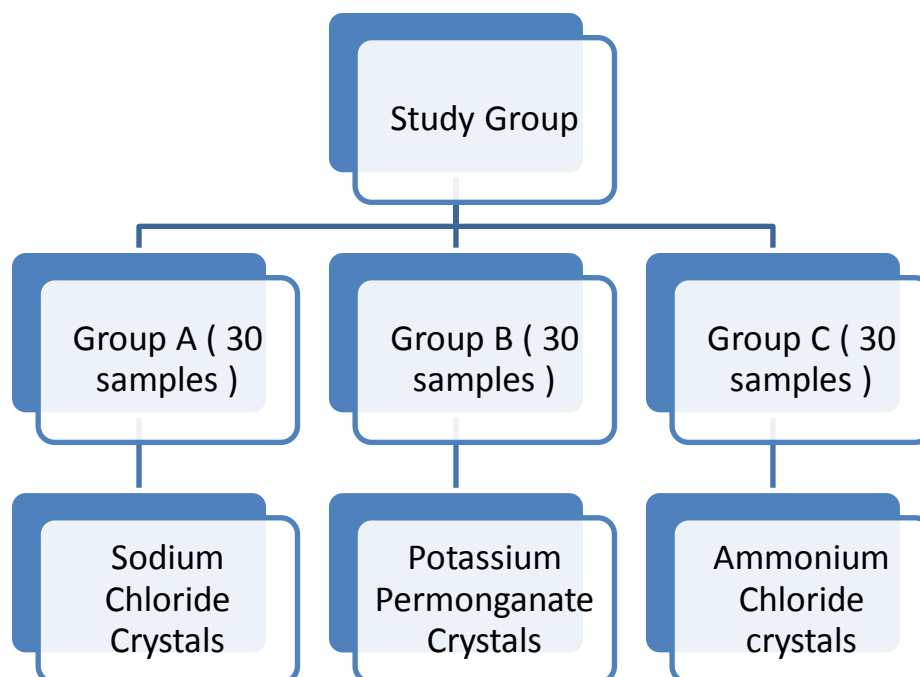 Study Group
Group A ( 30
samples )
Group B ( 30
samples )
Group C ( 30
samples )
Sodium
Chloride
Crystals
Potassium
Permonganate
Crystals
Ammonium
Chloride
crystals